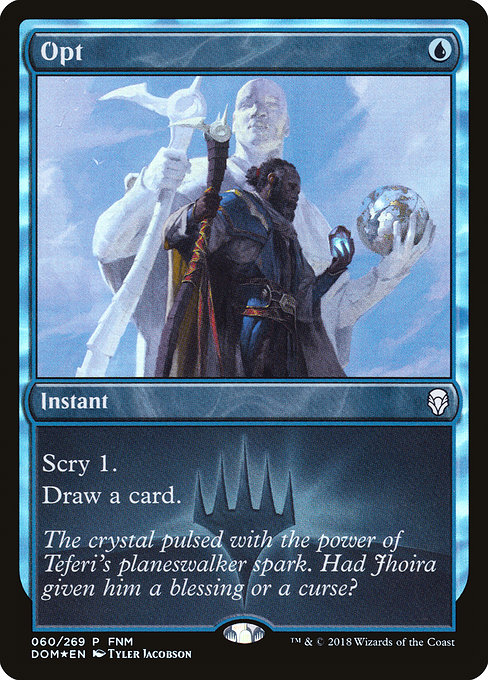 Opt
Instant
Scry 1.
Draw a card.
The crystal pulsed with the power of
Teferi's planeswalker spark. Had Jhoira
given him a blessing or a curse?
060/269 P FNM
DOM★EN Tyler Jacobson
™ & © 2018 Wizards of the Coast